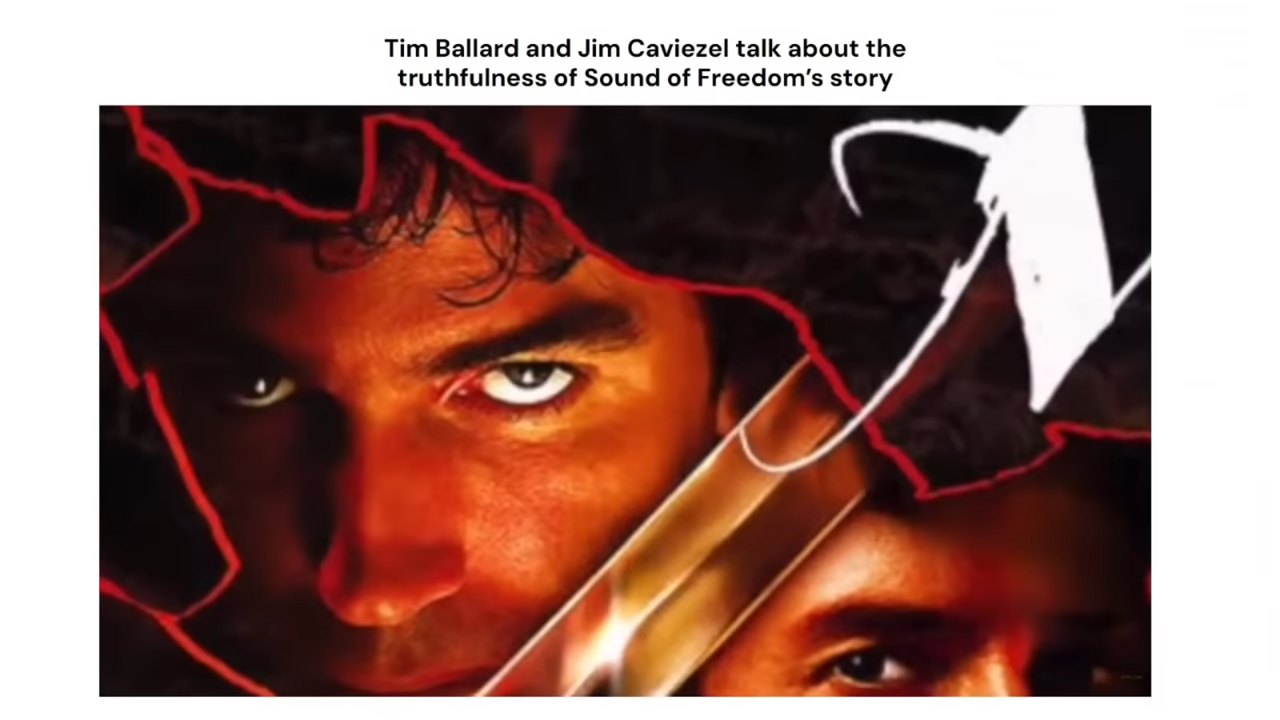 Tim Ballard and Jim Caviezel talk about the
truthfulness of Sound of Freedom’s story